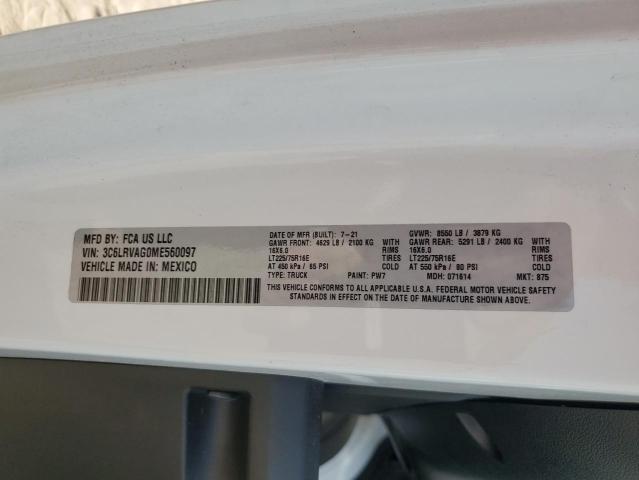 MFD BY: FCA US LLC
VIN: 3C6LRVAG0ME560097
VEHICLE MADE IN: MEXICO
DATE OF MFR (BUILT): 7-21 GVWR: 8550 LB / 3879 KG
GAWR FRONT: 4629 LB / 2100 KG WITH GAWR REAR: 5291 LB / 2400 KG WITH
16X6.0 RIMS 16X6.0 RIMS
LT225/75R16E TIRES LT225/75R16E TIRES
AT 450 kPa / 65 PSI COLD AT 550 kPa / 80 PSI COLD
TYPE: TRUCK PAINT: PW7 MDH: 071614 MKT: 875
THIS VEHICLE CONFORMS TO ALL APPLICABLE U.S.A. FEDERAL MOTOR VEHICLE SAFETY
STANDARDS IN EFFECT ON THE DATE OF MANUFACTURE SHOWN ABOVE.